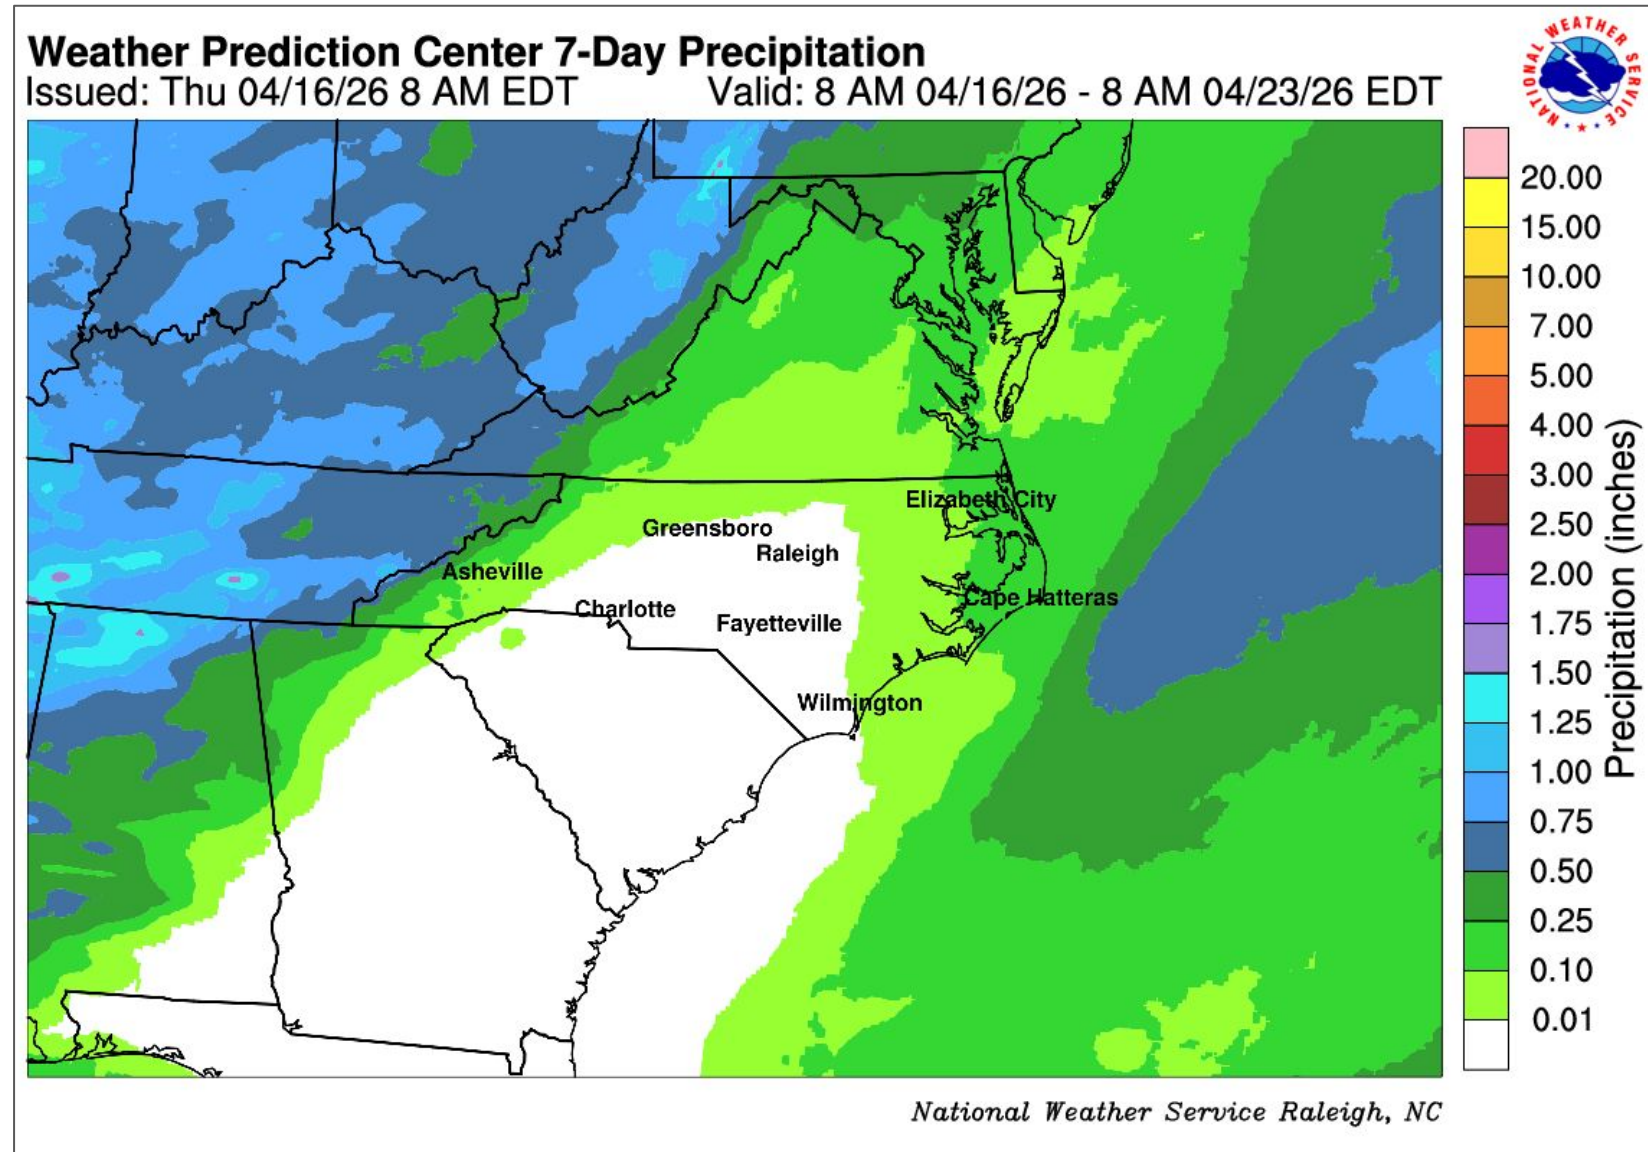 Weather Prediction Center 7-Day Precipitation
Issued: Thu 04/16/26 8 AM EDT
Valid: 8 AM 04/16/26 - 8 AM 04/23/26 EDT
NATIONAL WEATHER SERVICE
20.00
15.00
10.00
7.00
5.00
4.00
3.00
2.50
2.00
1.75
1.50
1.25
1.00
0.75
0.50
0.25
0.10
0.01
Precipitation (inches)
Elizabeth City
Greensboro
Raleigh
Asheville
Cape Hatteras
Charlotte
Fayetteville
Wilmington
National Weather Service Raleigh, NC